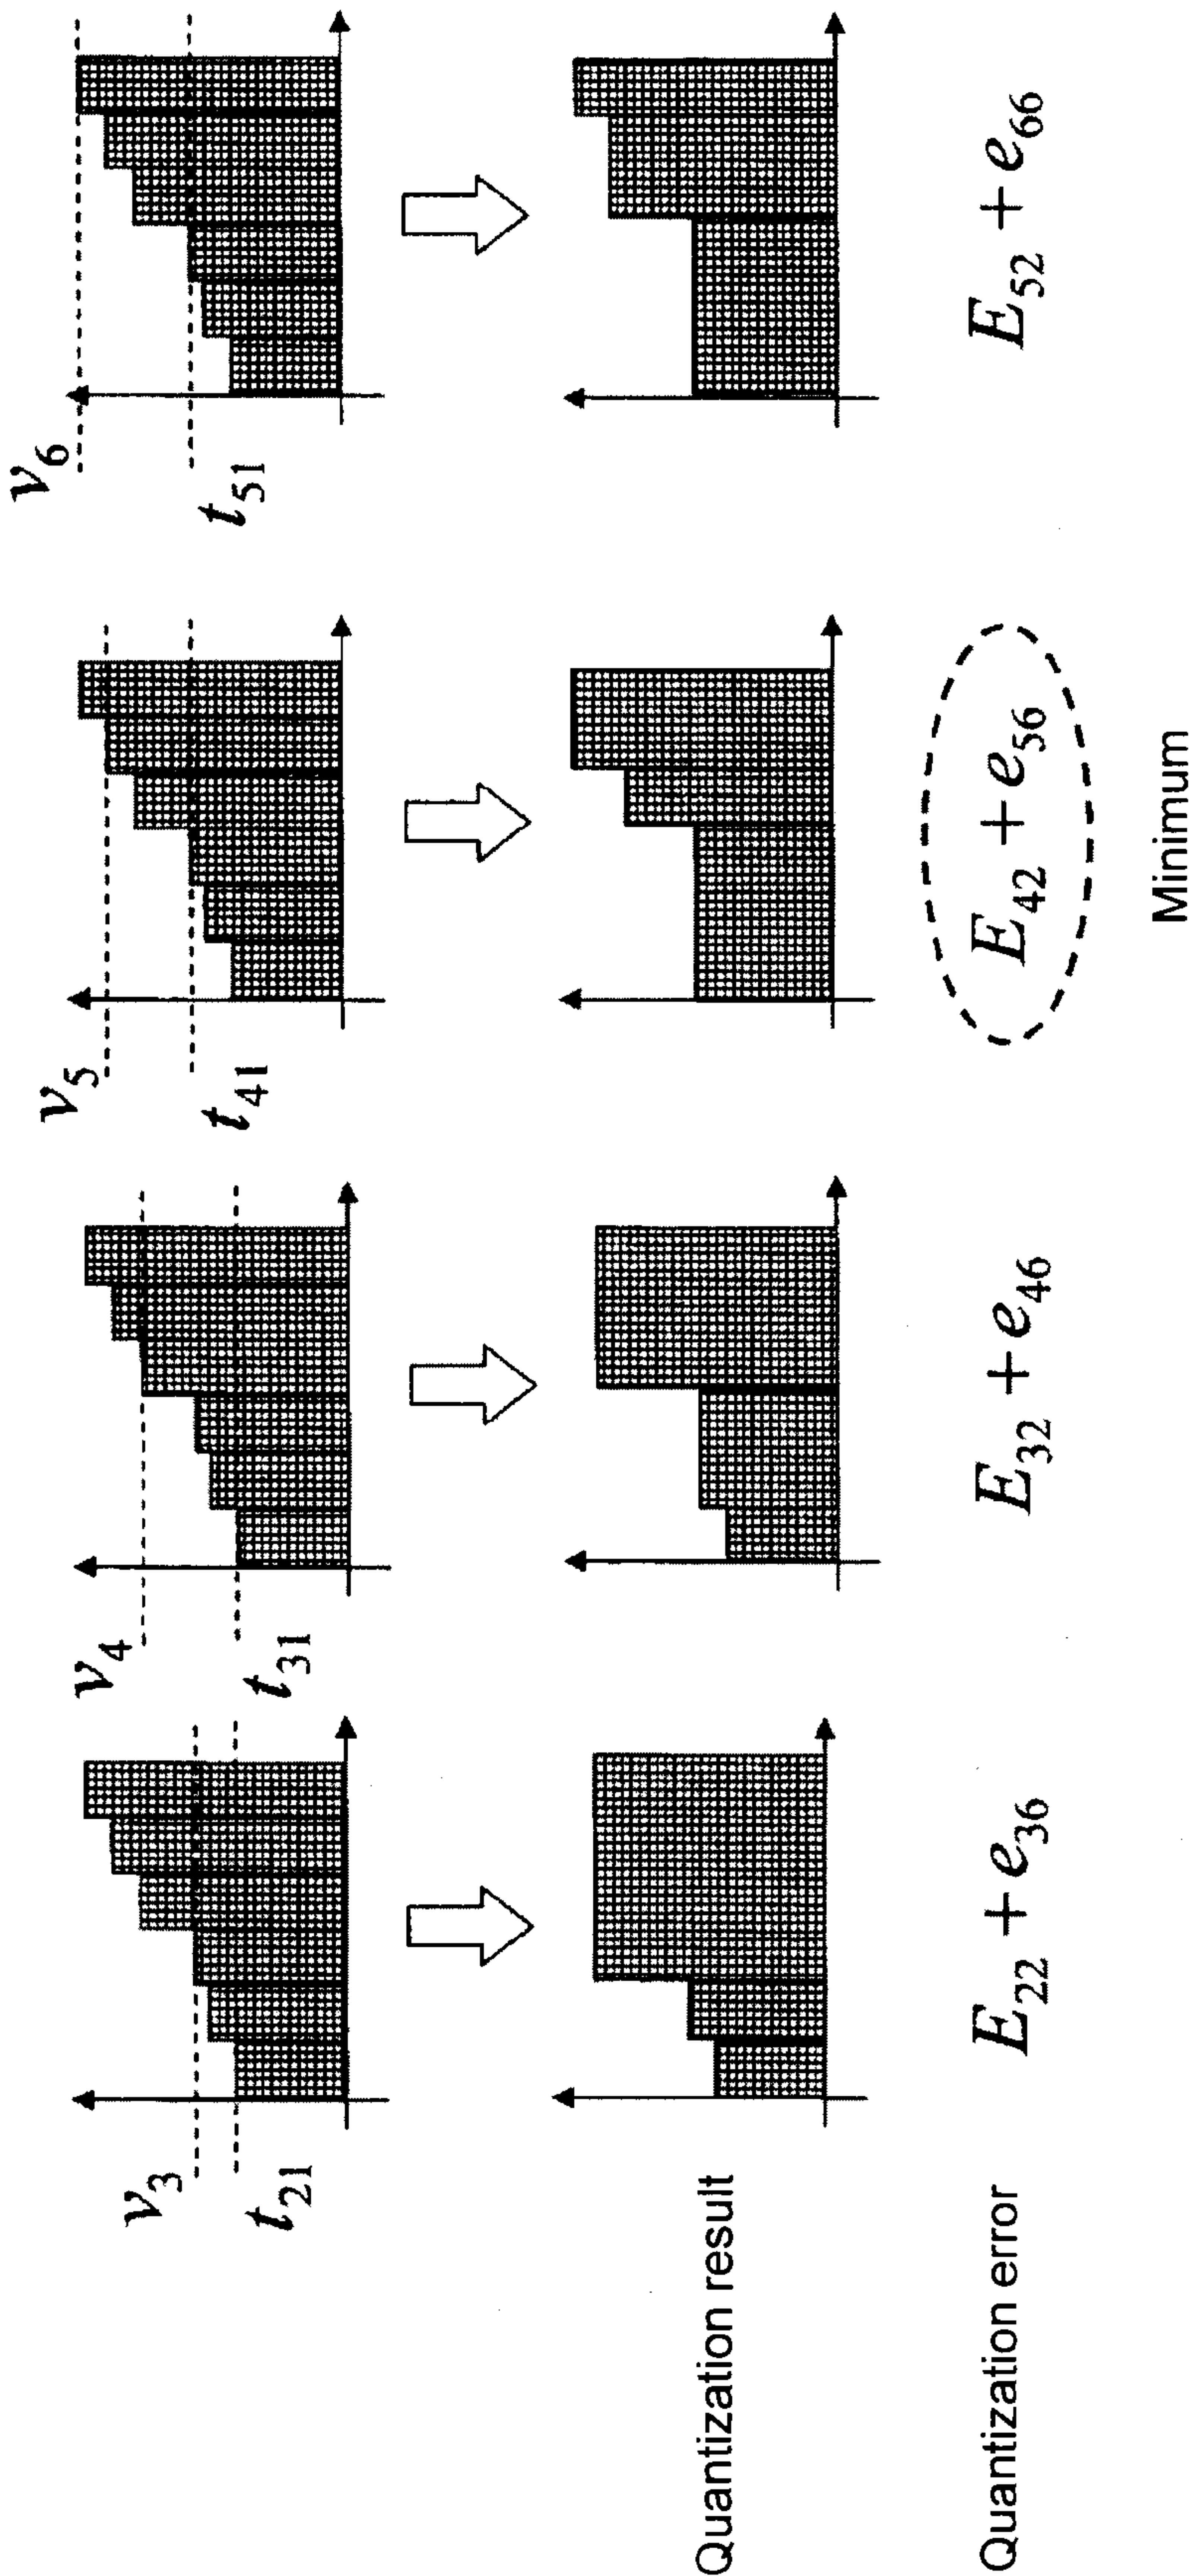 v₃
t₂₁
v₄
t₃₁
v₅
t₄₁
v₆
t₅₁
Quantization result
Quantization error
E₂₂ + e₃₆
E₃₂ + e₄₆
E₄₂ + e₅₆
E₅₂ + e₆₆
Minimum